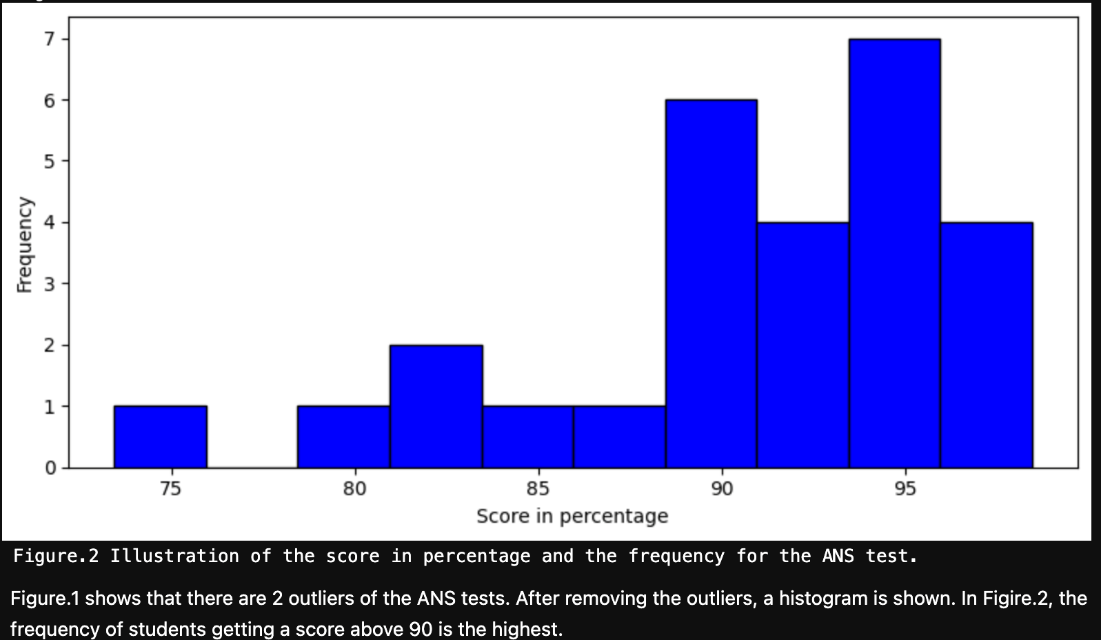 7
6
5
4
3
2
1
0
Frequency
75 80 85 90 95
Score in percentage
Figure.2 Illustration of the score in percentage and the frequency for the ANS test.
Figure.1 shows that there are 2 outliers of the ANS tests. After removing the outliers, a histogram is shown. In Figire.2, the
frequency of students getting a score above 90 is the highest.